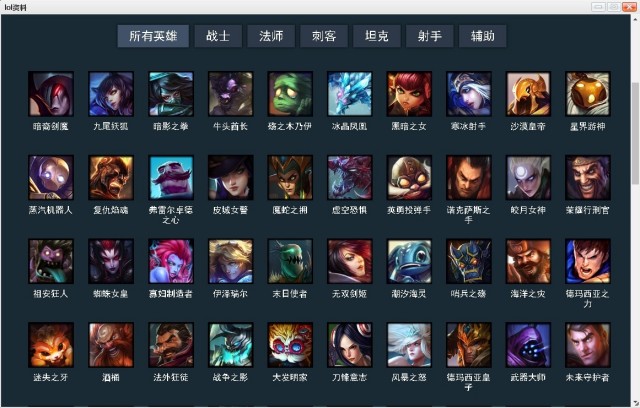 lol资料
所有英雄 战士 法师 刺客 坦克 射手 辅助
暗裔剑魔 九尾妖狐 暗影之拳 牛头酋长 殇之木乃伊 冰晶凤凰 黑暗之女 寒冰射手 沙漠皇帝 星界游神
蒸汽机器人 复仇焰魂 弗雷尔卓德之心 皮城女警 魔蛇之拥 虚空恐惧 英勇投弹手 诺克萨斯之手 皎月女神 荣耀行刑官
祖安狂人 蜘蛛女皇 寡妇制造者 伊泽瑞尔 末日使者 无双剑姬 潮汐海灵 哨兵之殇 海洋之灾 德玛西亚之力
迷失之牙 酒桶 法外狂徒 战争之影 大发明家 刀锋意志 风暴之怒 德玛西亚皇子 武器大师 未来守护者